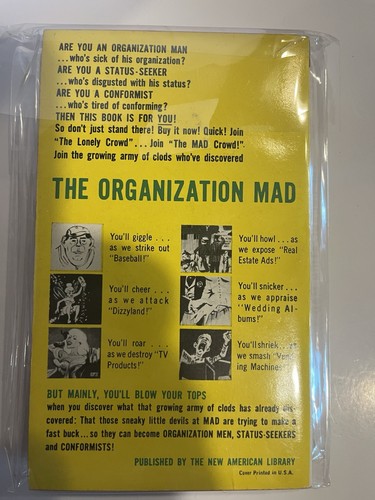 ARE YOU AN ORGANIZATION MAN
...who's sick of his organization?
ARE YOU A STATUS-SEEKER
...who's disgusted with his status?
ARE YOU A CONFORMIST
...who's tired of conforming?
THEN THIS BOOK IS FOR YOU!
So don't just stand there! Buy it now! Quick! Join
"The Lonely Crowd"... Join "The MAD Crowd!".
Join the growing army of clods who've discovered
THE ORGANIZATION MAD
You'll giggle ...
as we strike out
"Baseball!"
You'll howl ... as
we expose "Real
Estate Ads!"
You'll cheer ...
as we attack
"Dizzyland!"
You'll snicker ...
as we appraise
"Wedding Al-
bums!"
You'll roar ...
as we destroy "TV
Products!"
You'll shriek ... as
we smash "Vend-
ing Machines!"
BUT MAINLY, YOU'LL BLOW YOUR TOPS
when you discover what that growing army of clods has already dis-
covered: That those sneaky little devils at MAD are trying to make a
fast buck...so they can become ORGANIZATION MEN, STATUS-SEEKERS
and CONFORMISTS!
PUBLISHED BY THE NEW AMERICAN LIBRARY
Cover Printed in U.S.A.